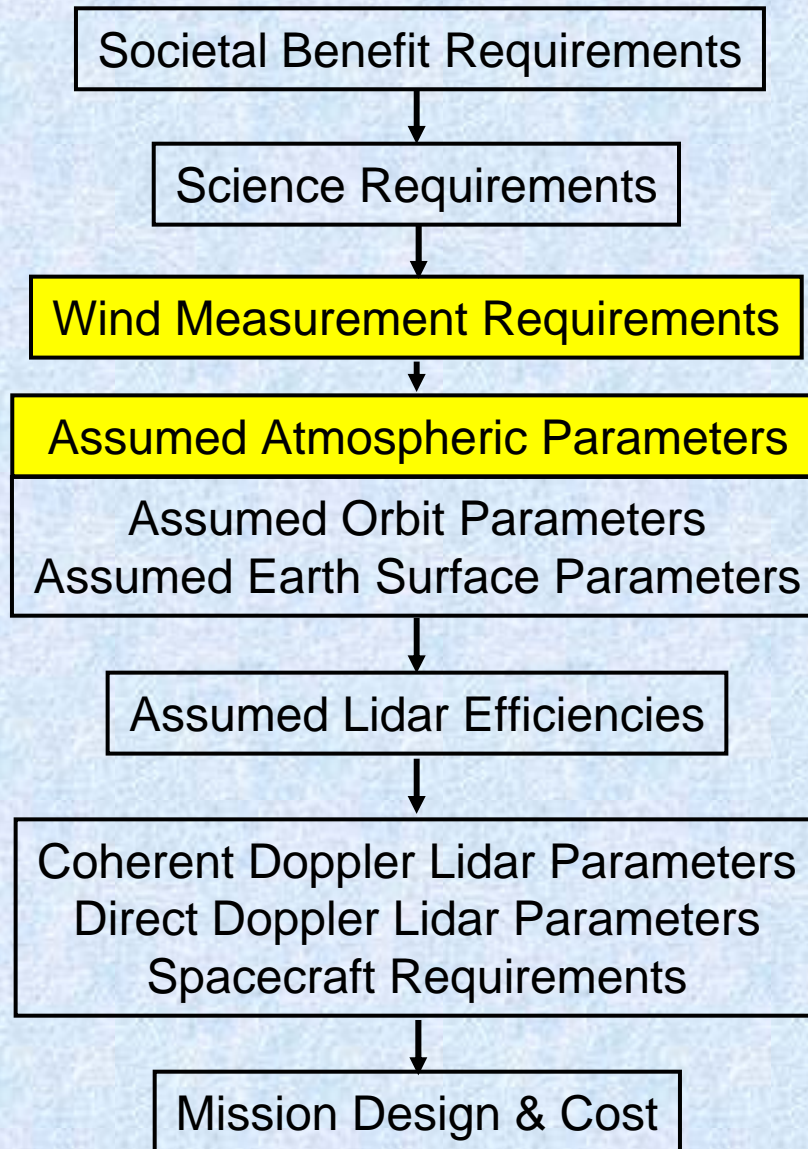 Societal Benefit Requirements
Science Requirements
Wind Measurement Requirements
Assumed Atmospheric Parameters
Assumed Orbit Parameters
Assumed Earth Surface Parameters
Assumed Lidar Efficiencies
Coherent Doppler Lidar Parameters
Direct Doppler Lidar Parameters
Spacecraft Requirements
Mission Design & Cost